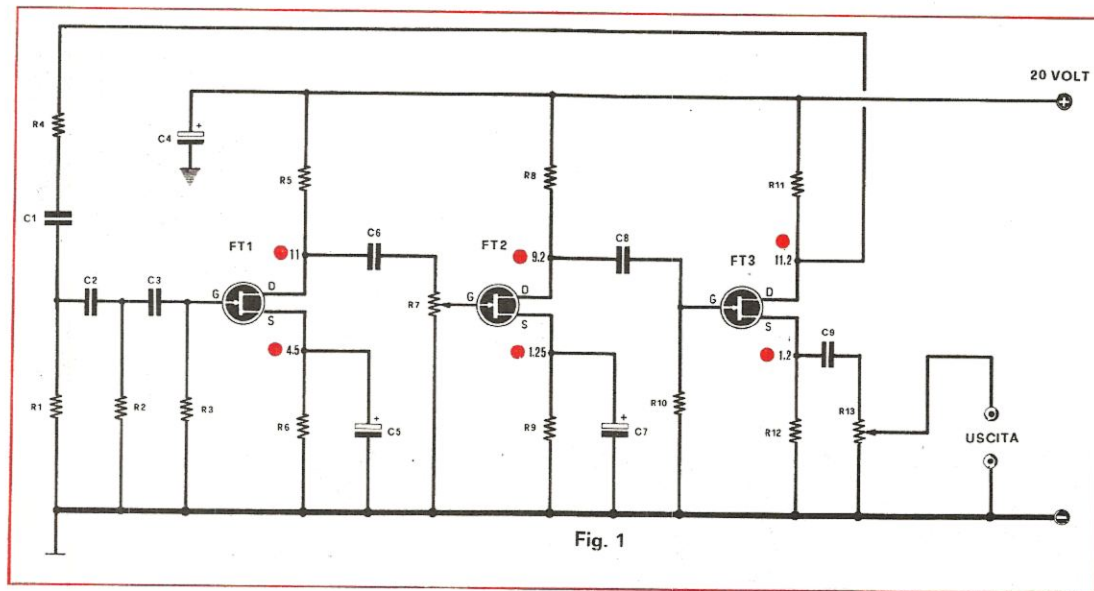 20 VOLT
+
R4
C4
+
R5
R8
R11
C1
FT1
11
C6
FT2
9.2
C8
FT3
11.2
C2
C3
G
D
S
R7
G
D
S
G
D
S
4.5
1.25
1.2
C9
R1
R2
R3
R6
+
C5
R9
+
C7
R10
R12
R13
USCITA
Fig. 1
-